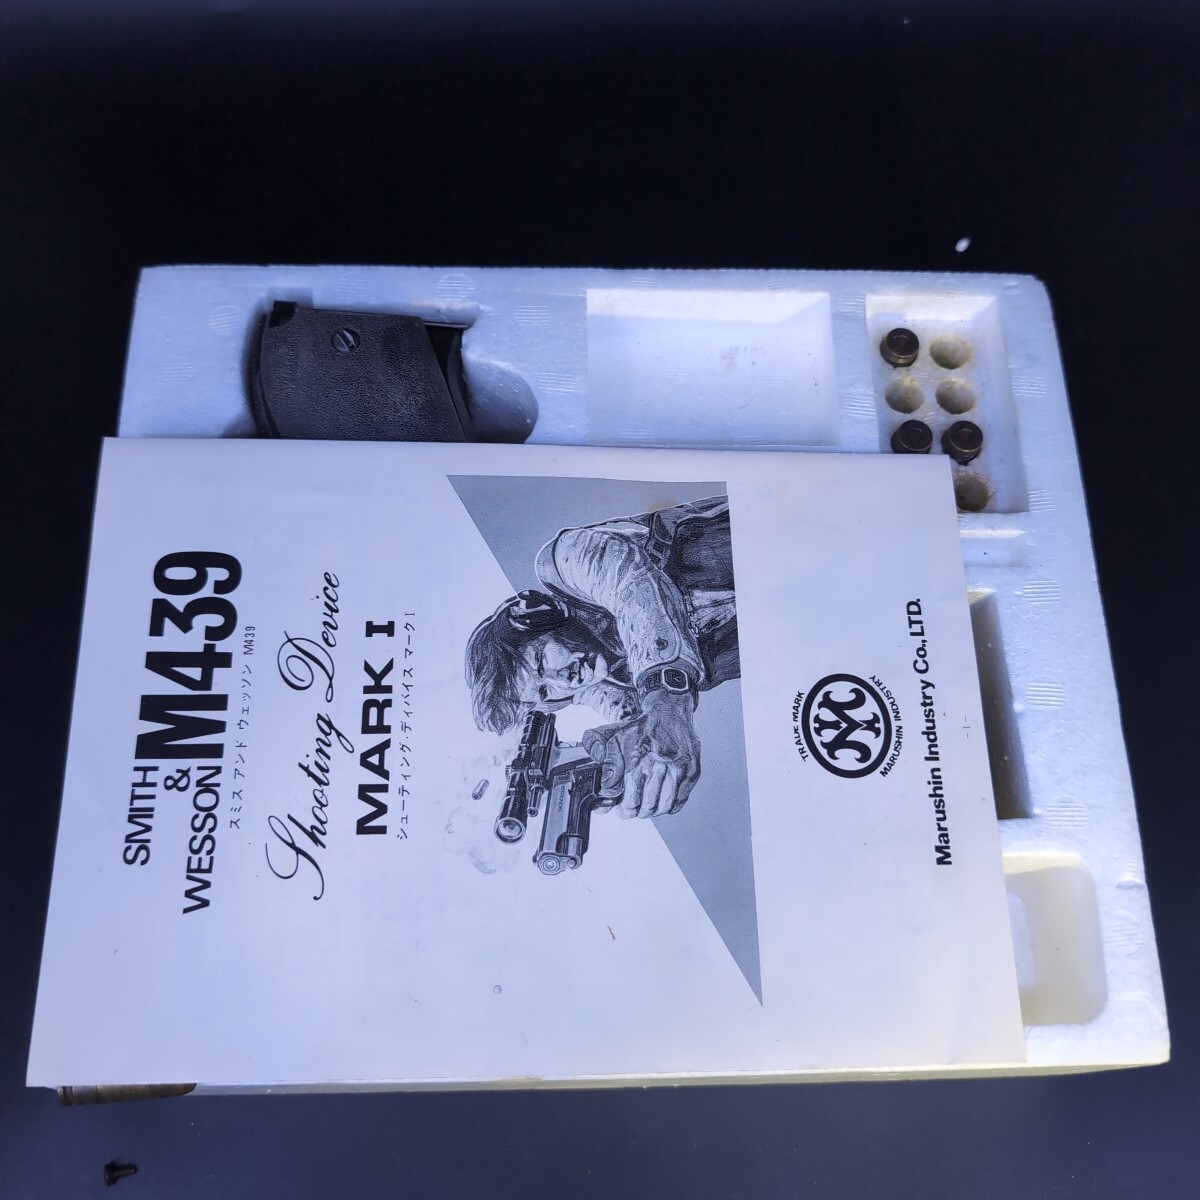 SMITH
&
WESSON
M439
スミス アンド ウェッソン M439
Shooting Device
MARK I
シューティング・ディバイス マークI
TRADE MARK
MARUSHIN INDUSTRY
Marushin Industry Co., LTD.
-1-